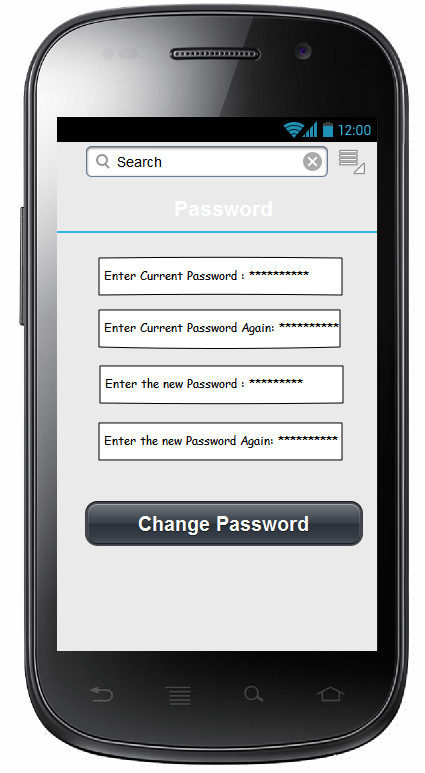 12:00
Search
Password
Enter Current Password : **********
Enter Current Password Again: **********
Enter the new Password : *********
Enter the new Password Again: **********
Change Password